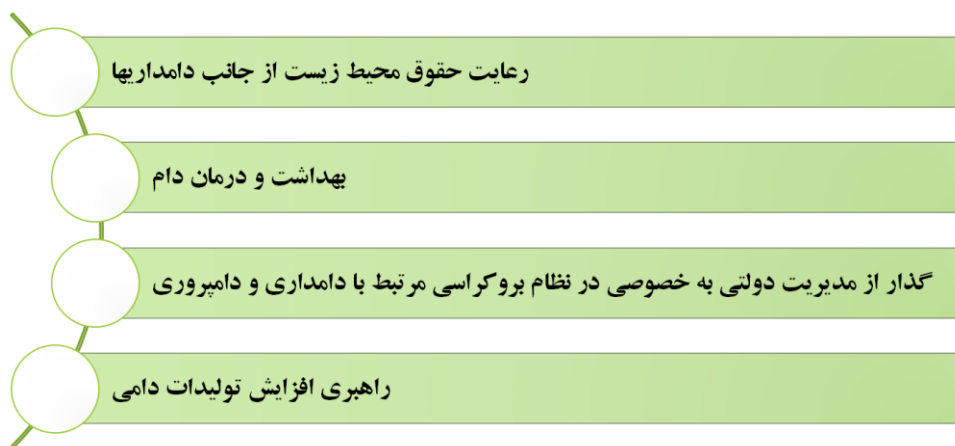 رعایت حقوق محیط زیست از جانب دامداریها
بهداشت و درمان دام
گذار از مدیریت دولتی به خصوصی در نظام بروکراسی مرتبط با دامداری و دامپروری
راهبری افزایش تولیدات دامی